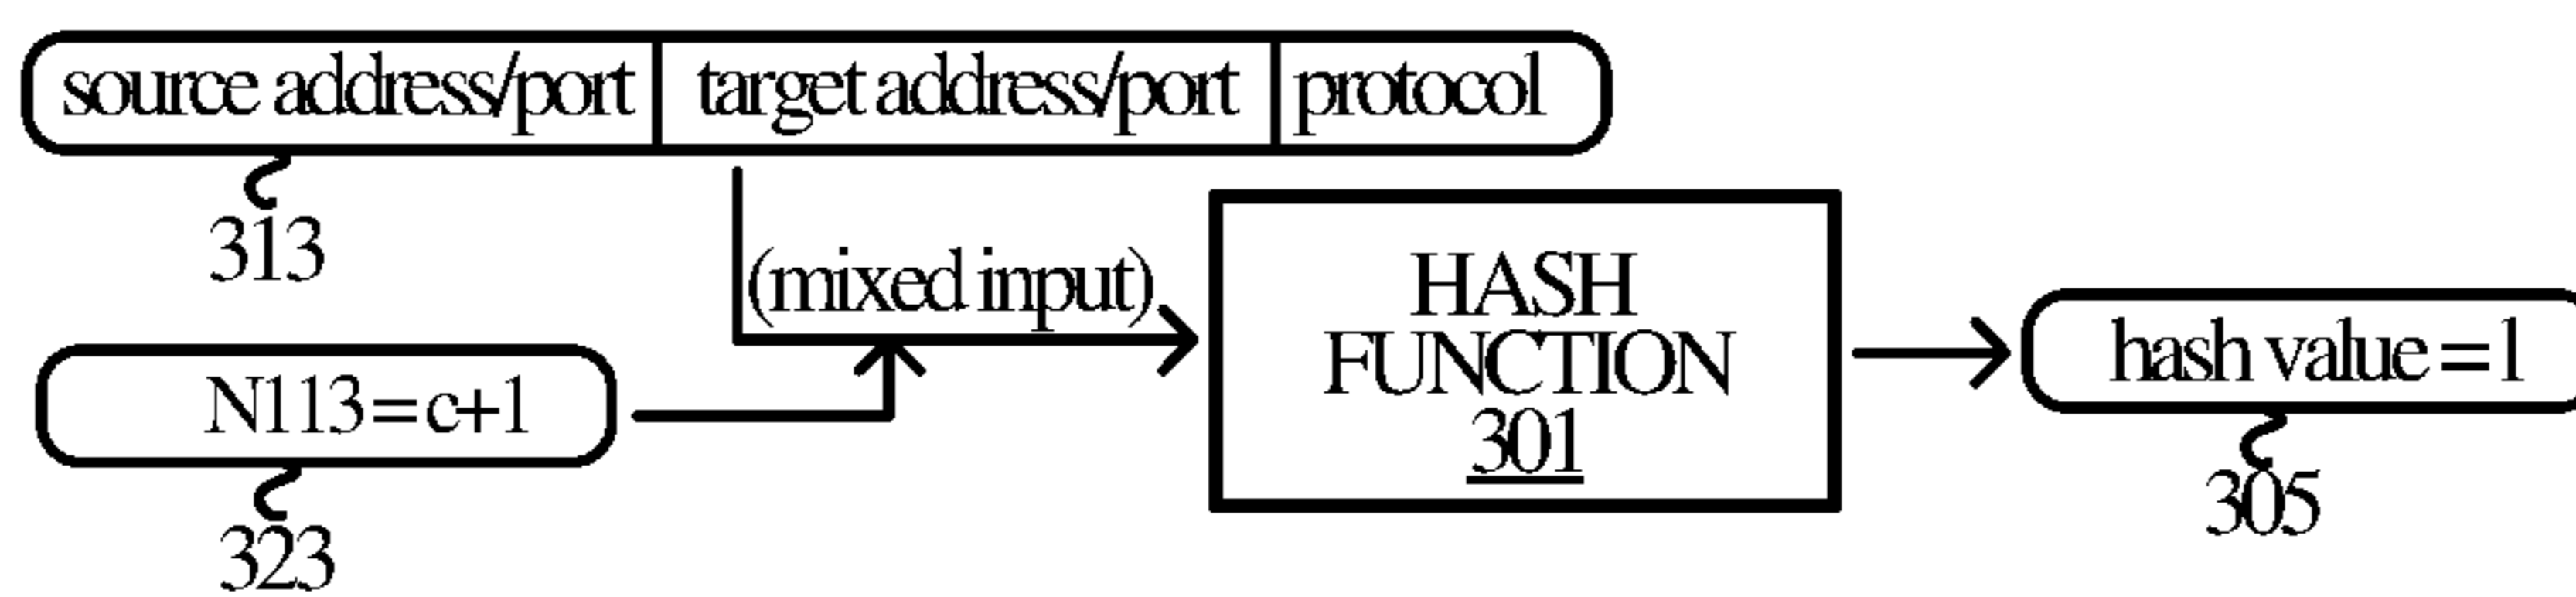 source address/port target address/port protocol
313
(mixed input)
HASH
FUNCTION
301
N113=c+1
323
hash value =1
305